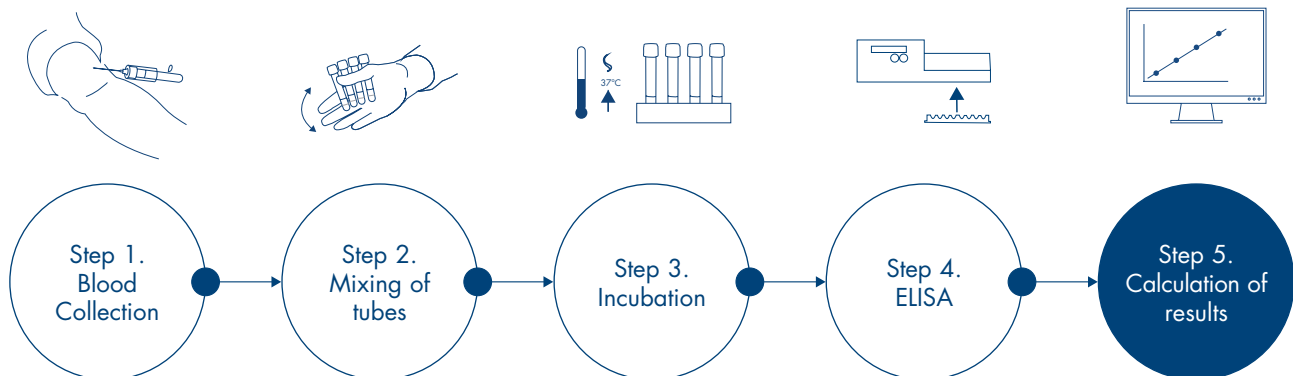 37°C
Step 1.
Blood
Collection
Step 2.
Mixing of
tubes
Step 3.
Incubation
Step 4.
ELISA
Step 5.
Calculation of
results